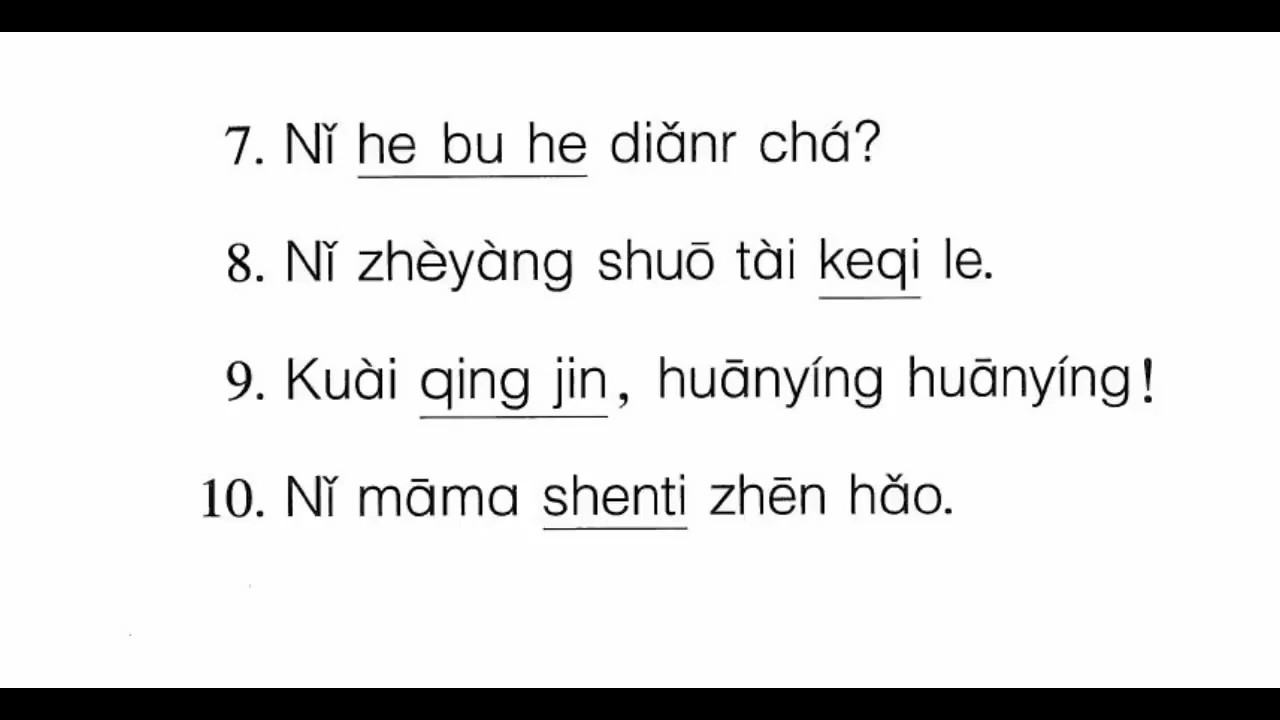 7. Nǐ he bu he diǎnr chá?
8. Nǐ zhèyàng shuō tài keqi le.
9. Kuài qing jin, huānyíng huānyíng!
10. Nǐ māma shenti zhēn hǎo.